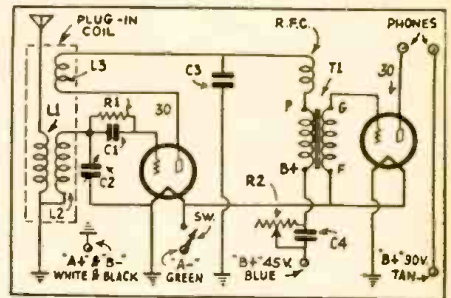 PLUG-IN
COIL
R.F.C.
PHONES
L3
C3
T1
30
L1
R1
30
P
G
C1
C2
B+
F
R2
L2
SW.
C4
"A+" & "B-"
WHITE & BLACK
"A-"
GREEN
"B+" 45V.
BLUE
"B+" 90V.
TAN